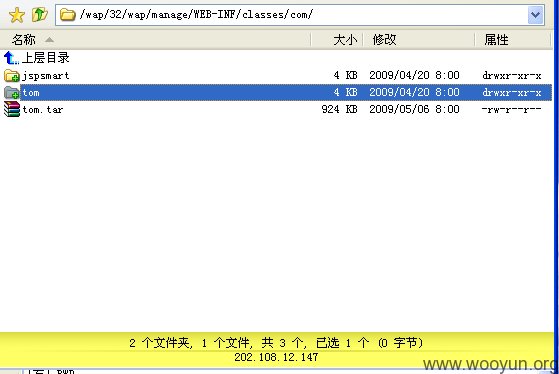 /wap/32/wap/manage/WEB-INF/classes/com/
名称 大小 修改 属性
上层目录
jspsmart 4 KB 2009/04/20 8:00 drwxr-xr-x
tom 4 KB 2009/04/20 8:00 drwxr-xr-x
tom.tar 924 KB 2009/05/06 8:00 -rw-r--r--
2 个文件夹, 1 个文件, 共 3 个, 已选 1 个 (0 字节)
202.108.12.147
www.wooyun.org